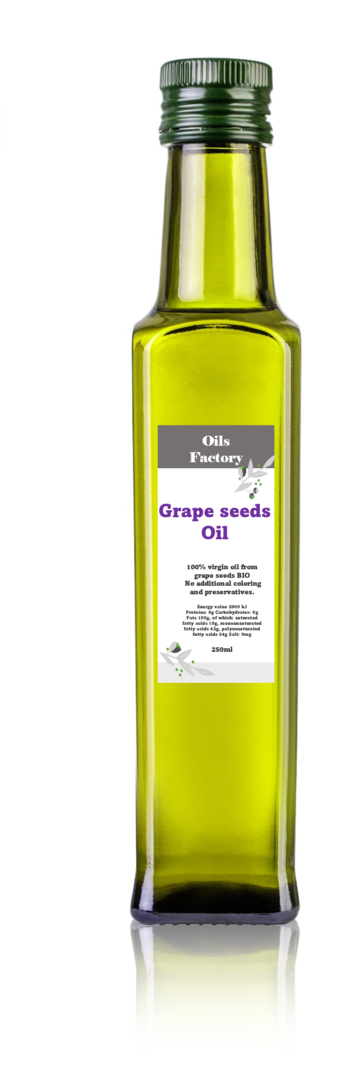 Oils
Factory
Grape seeds
Oil
100% virgin oil from
grape seeds BIO
No additional coloring
and preservatives.
Energy value 3900 kJ
Proteins: 0g Carbohydrates: 0g
Fats 100g, of which: saturated
fatty acids 10g, monounsaturated
fatty acids 42g, polyunsaturated
fatty acids 54g Salt: 0mg
250ml